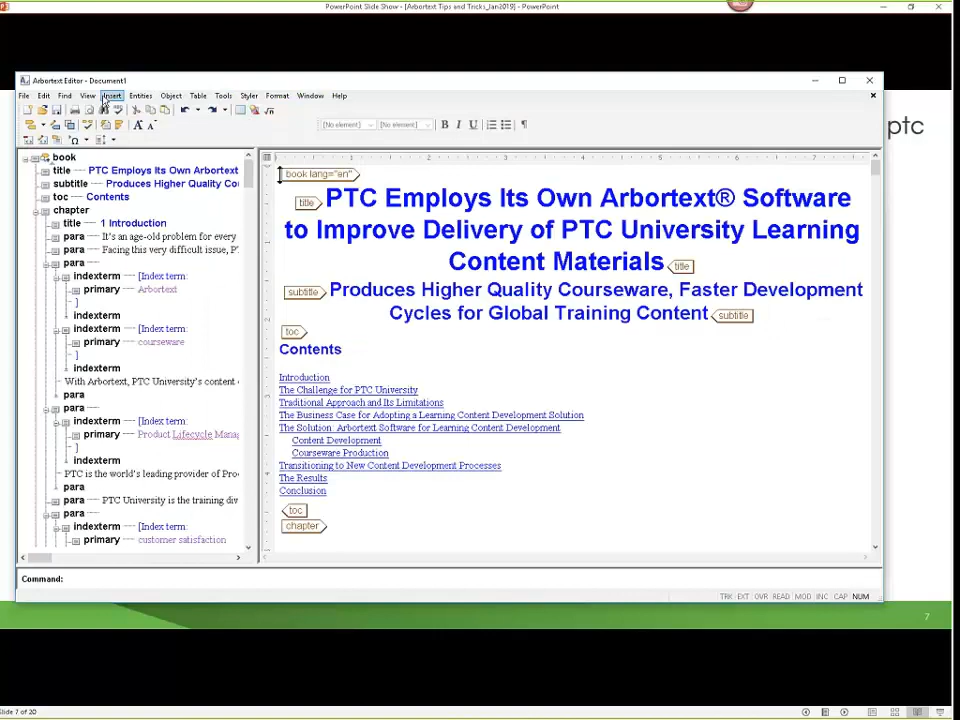 PowerPoint Slide Show - [Arbortext Tips and Tricks_Jan2019] - PowerPoint
Arbortext Editor - Document1
File Edit Find View Insert Entities Object Table Tools Styler Format Window Help
ptc
[No element] [No element] B I U
book
title PTC Employs Its Own Arbortext
subtitle Produces Higher Quality Cou
toc Contents
chapter
title 1 Introduction
para It's an age-old problem for every
para Facing this very difficult issue, P
para
indexterm [Index term:
primary Arbortext
]
indexterm
indexterm [Index term:
primary courseware
]
indexterm
With Arbortext, PTC University's content
para
para
indexterm [Index term:
primary Product Lifecycle Manag
]
indexterm
PTC is the world's leading provider of Pro
para
para PTC University is the training div
para
indexterm [Index term:
primary customer satisfaction
1 2 3 4 5 6 7
book lang="en"
title PTC Employs Its Own Arbortext® Software
to Improve Delivery of PTC University Learning
Content Materials title
subtitle Produces Higher Quality Courseware, Faster Development
Cycles for Global Training Content subtitle
toc
Contents
Introduction
The Challenge for PTC University
Traditional Approach and Its Limitations
The Business Case for Adopting a Learning Content Development Solution
The Solution: Arbortext Software for Learning Content Development
Content Development
Courseware Production
Transitioning to New Content Development Processes
The Results
Conclusion
toc
chapter
Command:
TRK EXT OVR READ MOD INC CAP NUM
7
Slide 7 of 20